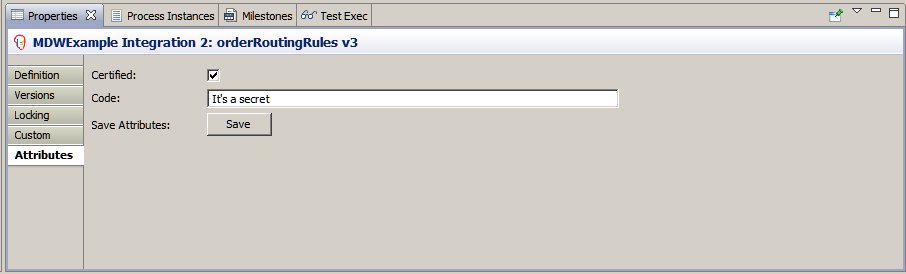 Properties Process Instances Milestones Test Exec
MDWExample Integration 2: orderRoutingRules v3
Definition
Versions
Locking
Custom
Attributes
Certified:
Code: It's a secret
Save Attributes: Save